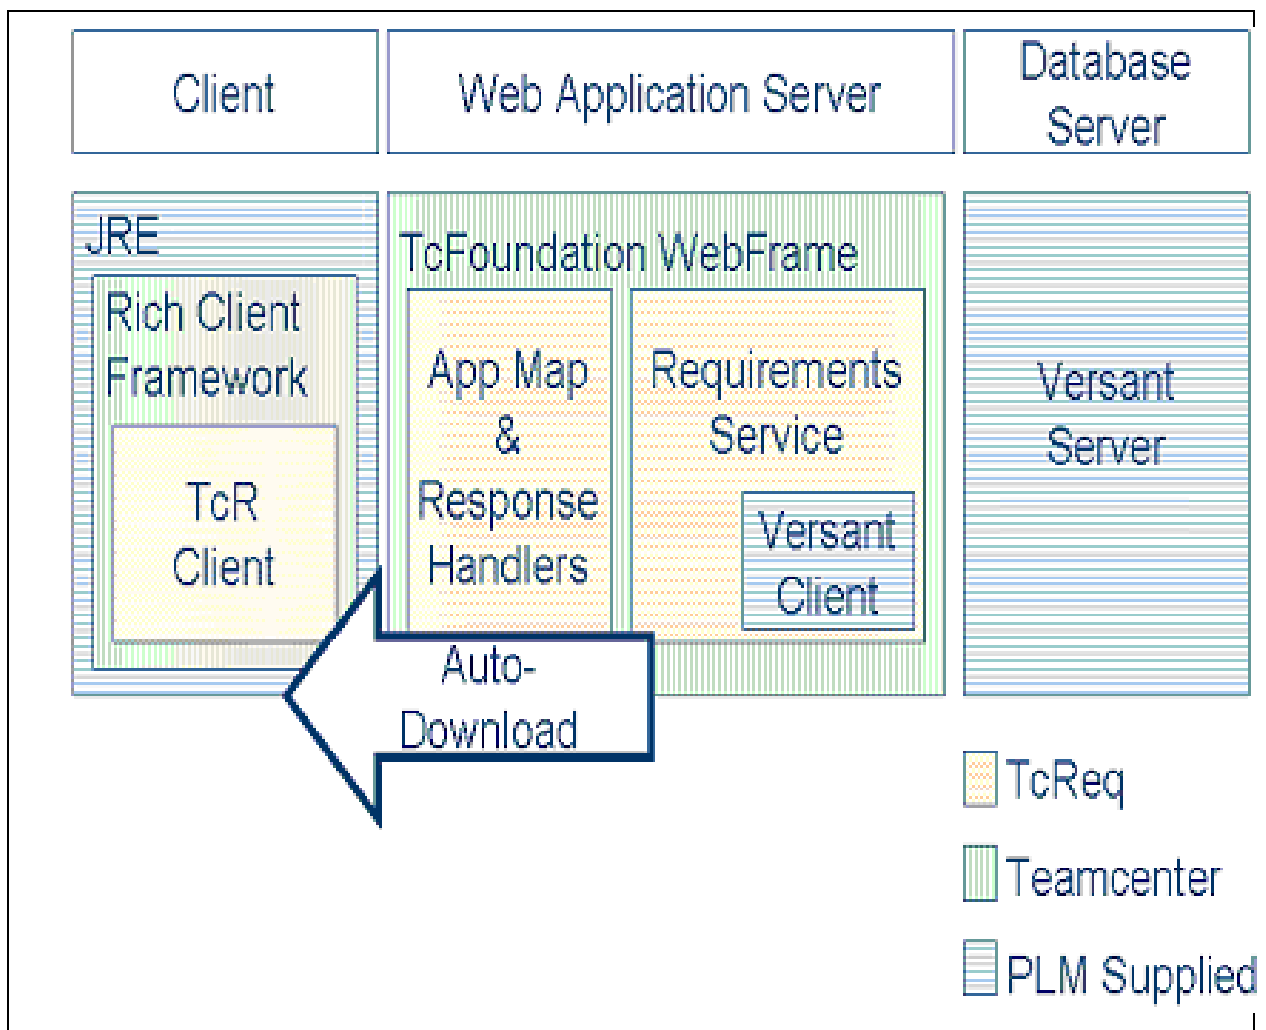 Client
Web Application Server
Database
Server
JRE
Rich Client
Framework
TcR
Client
TcFoundation WebFrame
App Map
&
Response
Handlers
Requirements
Service
Versant
Client
Versant
Server
Auto-
Download
TcReq
Teamcenter
PLM Supplied